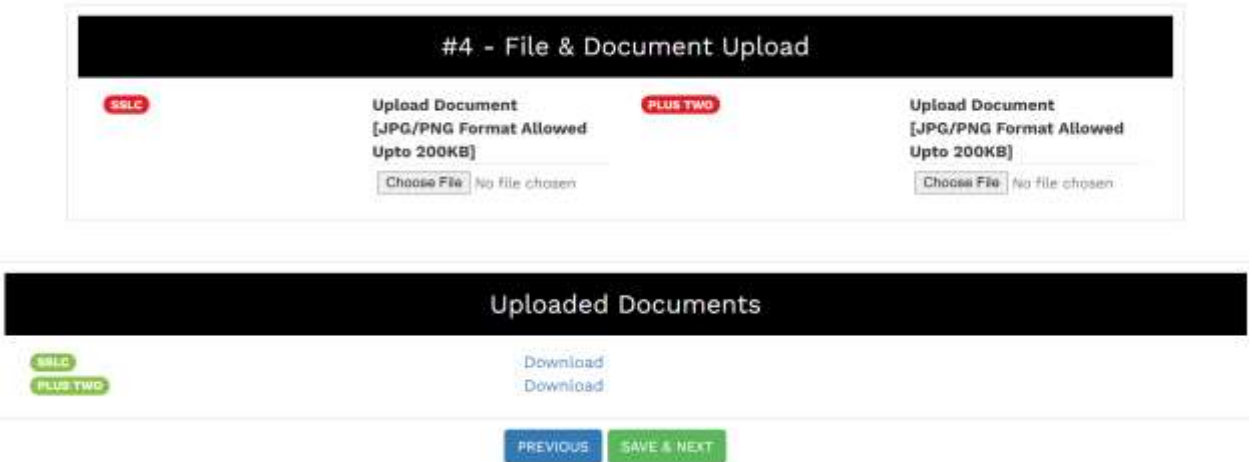 #4 - File & Document Upload
SSLC
Upload Document
[JPG/PNG Format Allowed
Upto 200KB]
Choose File No file chosen
PLUS TWO
Upload Document
[JPG/PNG Format Allowed
Upto 200KB]
Choose File No file chosen
Uploaded Documents
SSLC Download
PLUS TWO Download
PREVIOUS SAVE & NEXT